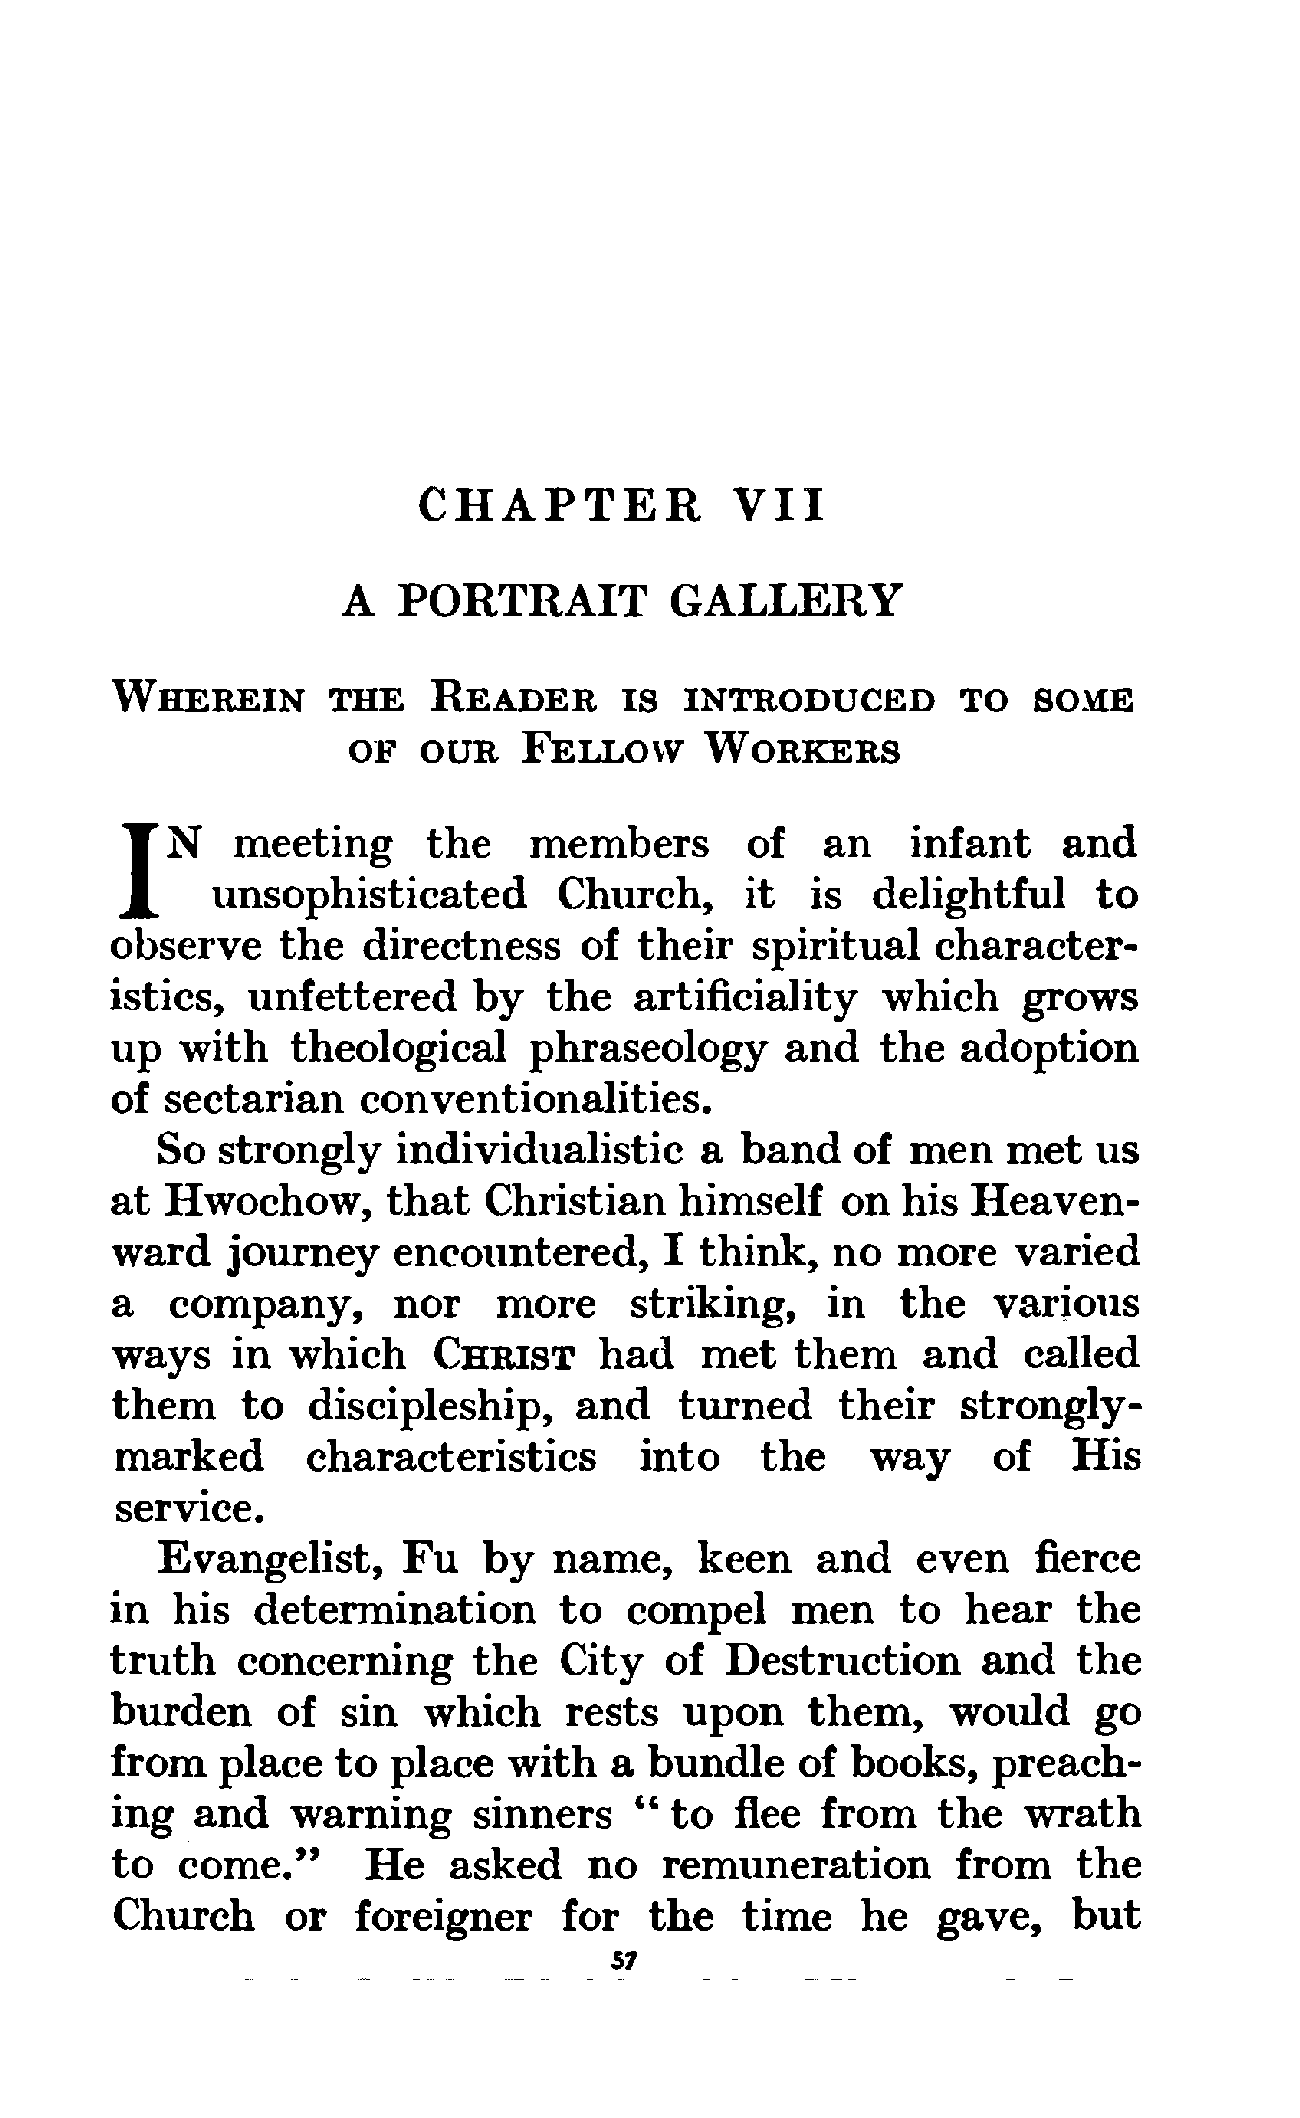 CHAPTER VII
A PORTRAIT GALLERY
WHEREIN THE READER IS INTRODUCED TO SOME
OF OUR FELLOW WORKERS
IN meeting the members of an infant and
unsophisticated Church, it is delightful to
observe the directness of their spiritual character-
istics, unfettered by the artificiality which grows
up with theological phraseology and the adoption
of sectarian conventionalities.
So strongly individualistic a band of men met us
at Hwochow, that Christian himself on his Heaven-
ward journey encountered, I think, no more varied
a company, nor more striking, in the various
ways in which CHRIST had met them and called
them to discipleship, and turned their strongly-
marked characteristics into the way of His
service.
Evangelist, Fu by name, keen and even fierce
in his determination to compel men to hear the
truth concerning the City of Destruction and the
burden of sin which rests upon them, would go
from place to place with a bundle of books, preach-
ing and warning sinners “ to flee from the wrath
to come.” He asked no remuneration from the
Church or foreigner for the time he gave, but
57